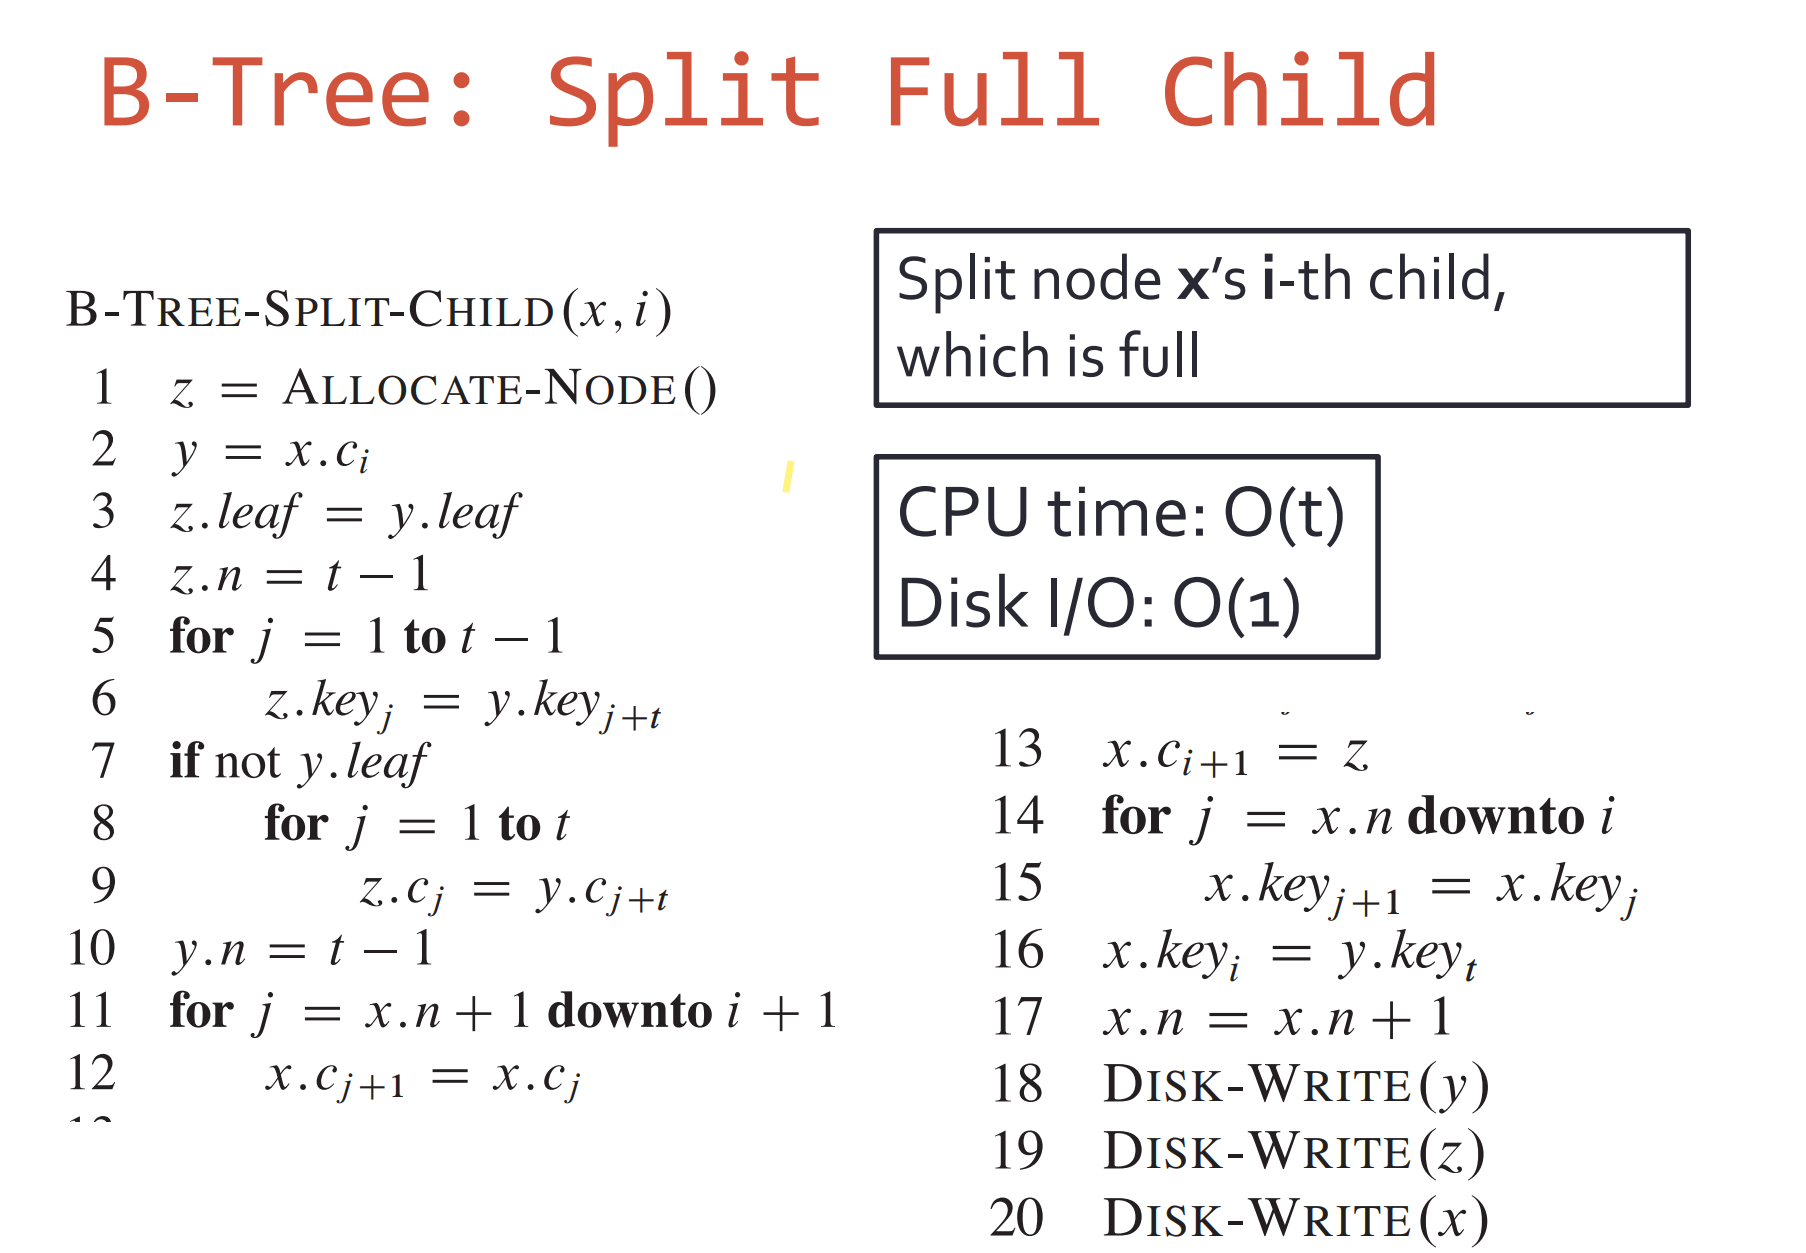 B-Tree: Split Full Child
B-TREE-SPLIT-CHILD(x, i)
1 z = ALLOCATE-NODE()
2 y = x.c_i
3 z.leaf = y.leaf
4 z.n = t − 1
5 for j = 1 to t − 1
6 z.key_j = y.key_{j+t}
7 if not y.leaf
8 for j = 1 to t
9 z.c_j = y.c_{j+t}
10 y.n = t − 1
11 for j = x.n + 1 downto i + 1
12 x.c_{j+1} = x.c_j
Split node x's i-th child,
which is full
CPU time: O(t)
Disk I/O: O(1)
13 x.c_{i+1} = z
14 for j = x.n downto i
15 x.key_{j+1} = x.key_j
16 x.key_i = y.key_t
17 x.n = x.n + 1
18 DISK-WRITE(y)
19 DISK-WRITE(z)
20 DISK-WRITE(x)